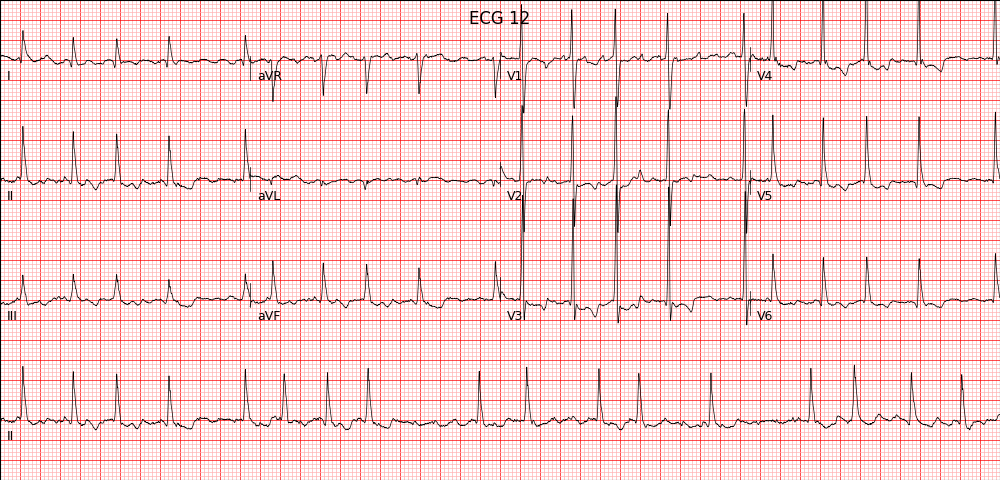 ECG 12
I aVR V1 V4
II aVL V2 V5
III aVF V3 V6
II